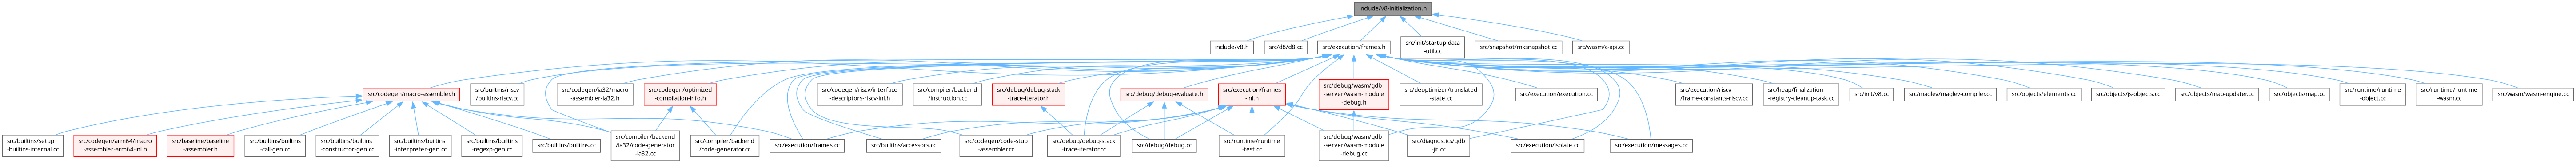 include/v8-initialization.h
include/v8.h
src/d8/d8.cc
src/execution/frames.h
src/init/startup-data
-util.cc
src/snapshot/mksnapshot.cc
src/wasm/c-api.cc
src/codegen/macro-assembler.h
src/builtins/riscv
/builtins-riscv.cc
src/codegen/ia32/macro
-assembler-ia32.h
src/codegen/optimized
-compilation-info.h
src/codegen/riscv/interface
-descriptors-riscv-inl.h
src/compiler/backend
/instruction.cc
src/debug/debug-stack
-trace-iterator.h
src/debug/debug-evaluate.h
src/execution/frames
-inl.h
src/debug/wasm/gdb
-server/wasm-module
-debug.h
src/deoptimizer/translated
-state.cc
src/execution/execution.cc
src/execution/riscv
/frame-constants-riscv.cc
src/heap/finalization
-registry-cleanup-task.cc
src/init/v8.cc
src/maglev/maglev-compiler.cc
src/objects/elements.cc
src/objects/js-objects.cc
src/objects/map-updater.cc
src/objects/map.cc
src/runtime/runtime
-object.cc
src/runtime/runtime
-wasm.cc
src/wasm/wasm-engine.cc
src/builtins/setup
-builtins-internal.cc
src/codegen/arm64/macro
-assembler-arm64-inl.h
src/baseline/baseline
-assembler.h
src/builtins/builtins
-call-gen.cc
src/builtins/builtins
-constructor-gen.cc
src/builtins/builtins
-interpreter-gen.cc
src/builtins/builtins
-regexp-gen.cc
src/builtins/builtins.cc
src/compiler/backend
/ia32/code-generator
-ia32.cc
src/compiler/backend
/code-generator.cc
src/execution/frames.cc
src/builtins/accessors.cc
src/codegen/code-stub
-assembler.cc
src/debug/debug-stack
-trace-iterator.cc
src/debug/debug.cc
src/runtime/runtime
-test.cc
src/debug/wasm/gdb
-server/wasm-module
-debug.cc
src/diagnostics/gdb
-jit.cc
src/execution/isolate.cc
src/execution/messages.cc